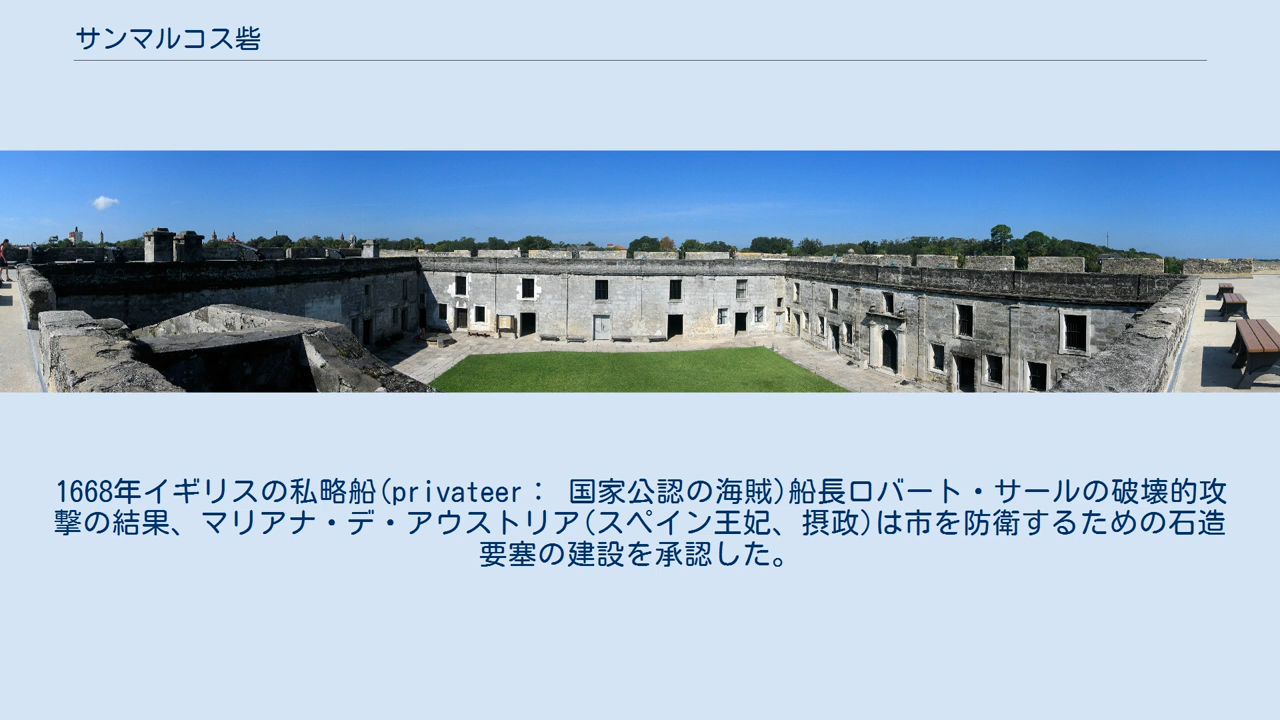 サンマルコス砦
1668年イギリスの私略船(privateer： 国家公認の海賊)船長ロバート・サールの破壊的攻
撃の結果、マリアナ・デ・アウストリア(スペイン王妃、摂政)は市を防衛するための石造
要塞の建設を承認した。